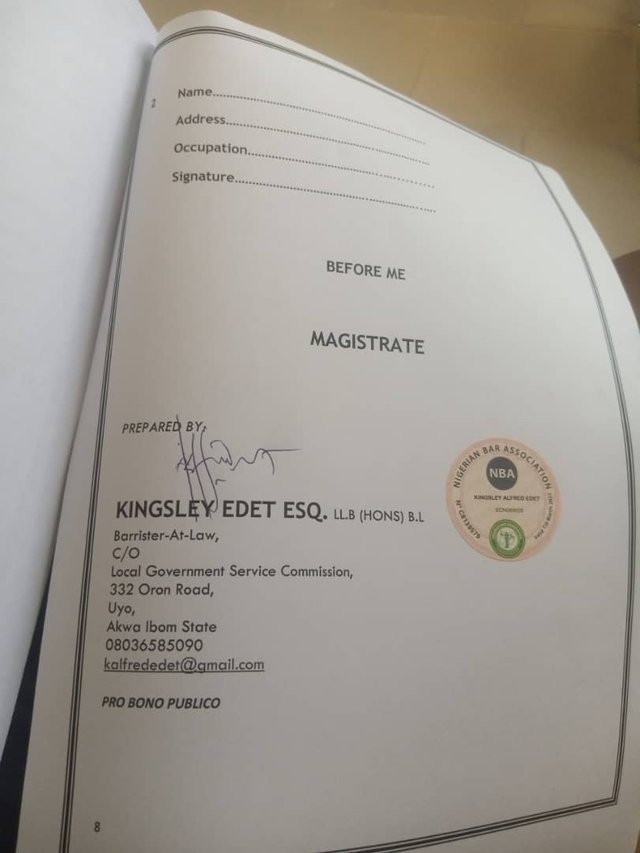 2
Name..............................
Address..............................
Occupation..............................
Signature..............................
BEFORE ME
MAGISTRATE
PREPARED BY:
KINGSLEY EDET ESQ. LL.B (HONS) B.L
Barrister-At-Law,
C/O
Local Government Service Commission,
332 Oron Road,
Uyo,
Akwa Ibom State
08036585090
kalfrededet@gmail.com
PRO BONO PUBLICO
NIGERIAN BAR ASSOCIATION
NBA
KINGSLEY ALFRED EDET
8